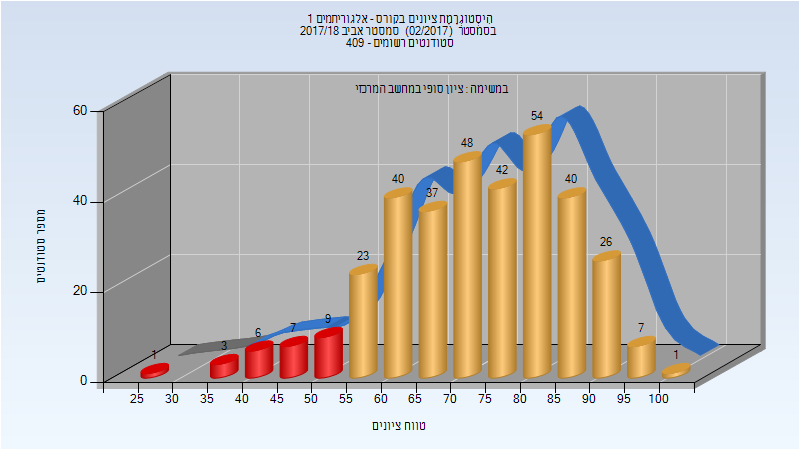 היסטוגרמת ציונים בקורס - אלגוריתמים 1
בסמסטר (02/2017) סמסטר אביב 2017/18
סטודנטים רשומים - 409
במשימה : ציון סופי במחשב המרכזי
מספר סטודנטים
60
40
20
0
1
3
6
7
9
23
40
37
48
42
54
40
26
7
1
25 30 35 40 45 50 55 60 65 70 75 80 85 90 95 100
טווח ציונים